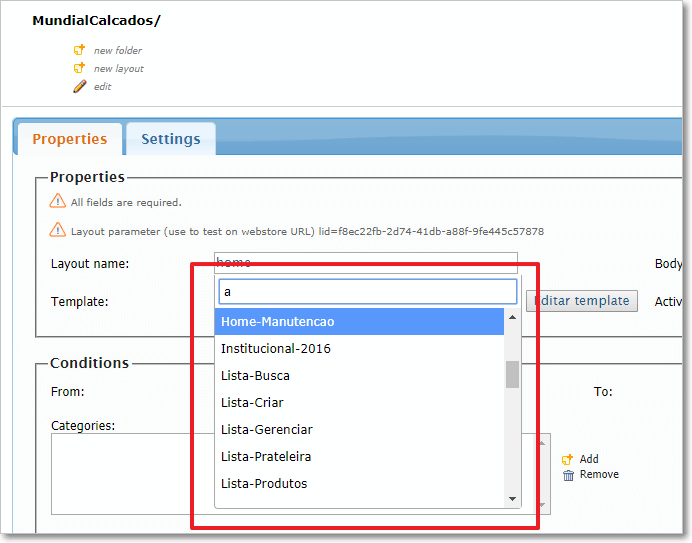 MundialCalcados/
new folder
new layout
edit
Properties Settings
Properties
All fields are required.
Layout parameter (use to test on webstore URL) lid=f8ec22fb-2d74-41db-a88f-9fe445c57878
Layout name: home Body
Template: a Editar template Activ
Home-Manutencao
Institucional-2016
Lista-Busca
Lista-Criar
Lista-Gerenciar
Lista-Prateleira
Lista-Produtos
Conditions
From: To:
Categories:
Add
Remove